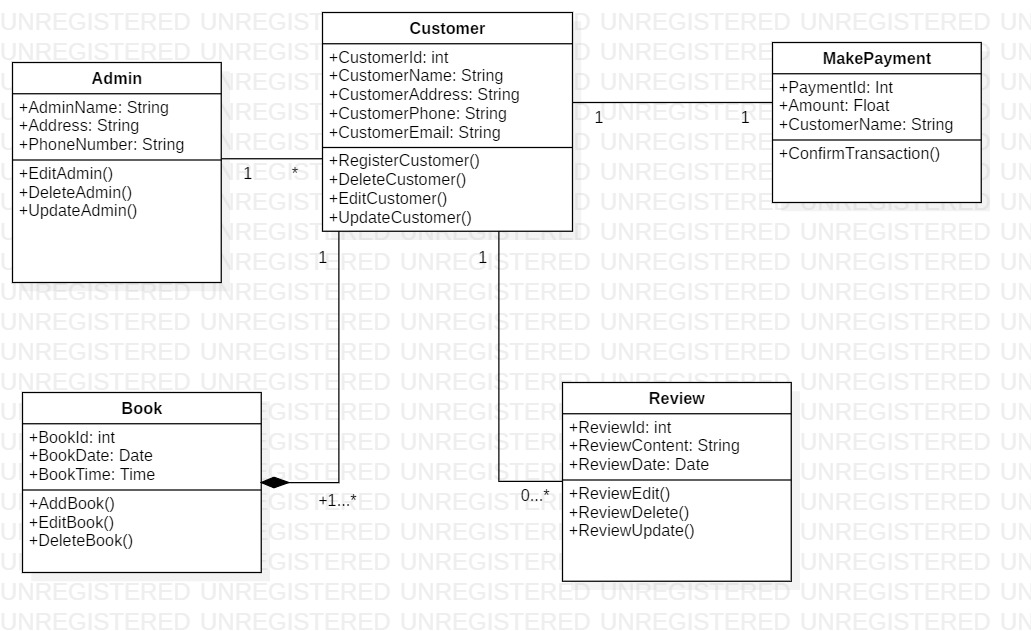 Customer
+CustomerId: int
+CustomerName: String
+CustomerAddress: String
+CustomerPhone: String
+CustomerEmail: String
+RegisterCustomer()
+DeleteCustomer()
+EditCustomer()
+UpdateCustomer()
MakePayment
+PaymentId: Int
+Amount: Float
+CustomerName: String
+ConfirmTransaction()
Admin
+AdminName: String
+Address: String
+PhoneNumber: String
+EditAdmin()
+DeleteAdmin()
+UpdateAdmin()
1
*
1
1
1
1
Book
+BookId: int
+BookDate: Date
+BookTime: Time
+AddBook()
+EditBook()
+DeleteBook()
+1...*
0...*
Review
+ReviewId: int
+ReviewContent: String
+ReviewDate: Date
+ReviewEdit()
+ReviewDelete()
+ReviewUpdate()
UNREGISTERED